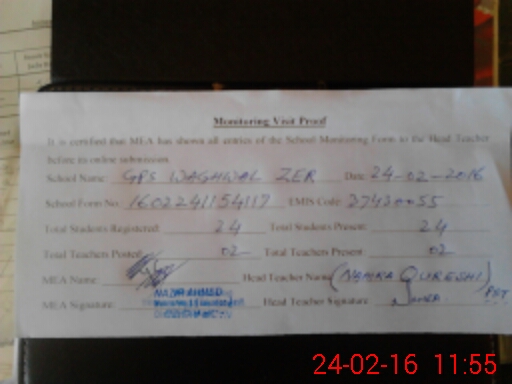 Monitoring Visit Proof
It is certified that MEA has shown all entries of the School Monitoring Form to the Head Teacher
before its online submission.
School Name: GPS WAGHWAL ZER Date: 24-02-2016
School Form No: 1602241154117 EMIS Code: 37430055
Total Students Registered: 24 Total Students Present: 24
Total Teachers Posted: 02 Total Teachers Present 02
MEA Name: Head Teacher Name (NAMRA QURESHI)
MEA Signature: Head Teacher Signature PST
24-02-16 11:55